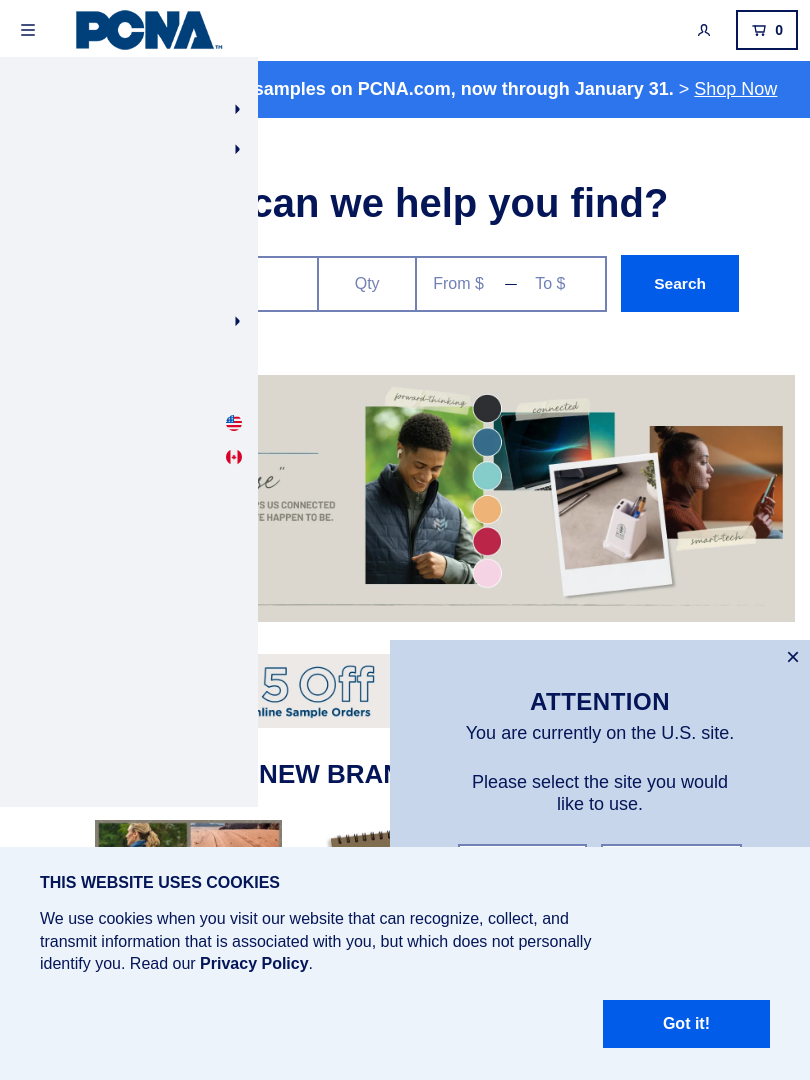 PCNA™
0
samples on PCNA.com, now through January 31. > Shop Now
can we help you find?
Qty
From $ — To $
Search
forward-thinking
connected
PS US CONNECTED
E HAPPEN TO BE.
smart-tech
5 Off
nline Sample Orders
NEW BRAN
ATTENTION
You are currently on the U.S. site.
Please select the site you would
like to use.
THIS WEBSITE USES COOKIES
We use cookies when you visit our website that can recognize, collect, and
transmit information that is associated with you, but which does not personally
identify you. Read our Privacy Policy.
Got it!